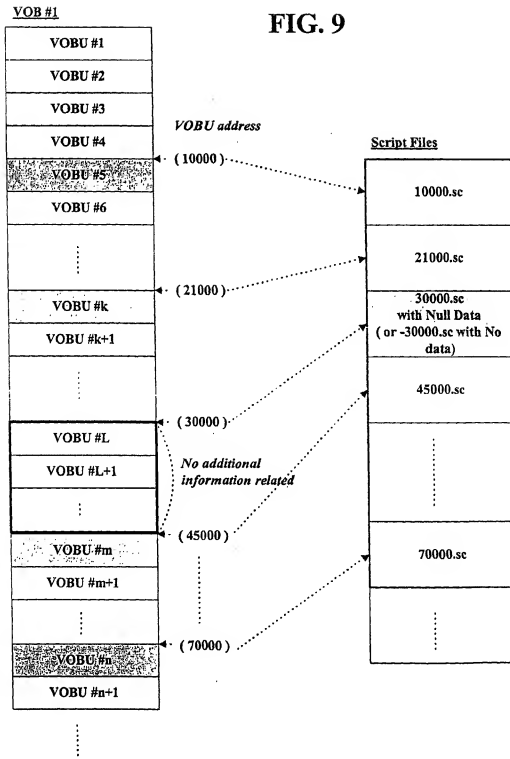 VOB #1
FIG. 9
VOBU #1
VOBU #2
VOBU #3
VOBU #4
VOBU #5
VOBU #6
VOBU #k
VOBU #k+1
VOBU #L
VOBU #L+1
VOBU #m
VOBU #m+1
VOBU #n
VOBU #n+1
VOBU address
( 10000 )
( 21000 )
( 30000 )
No additional
information related
( 45000 )
( 70000 )
Script Files
10000.sc
21000.sc
30000.sc
with Null Data
( or -30000.sc with No
data)
45000.sc
70000.sc